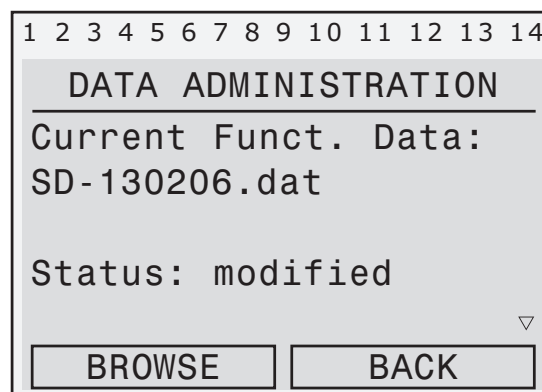 1 2 3 4 5 6 7 8 9 10 11 12 13 14
DATA ADMINISTRATION
Current Funct. Data:
SD-130206.dat
Status: modified
BROWSE BACK